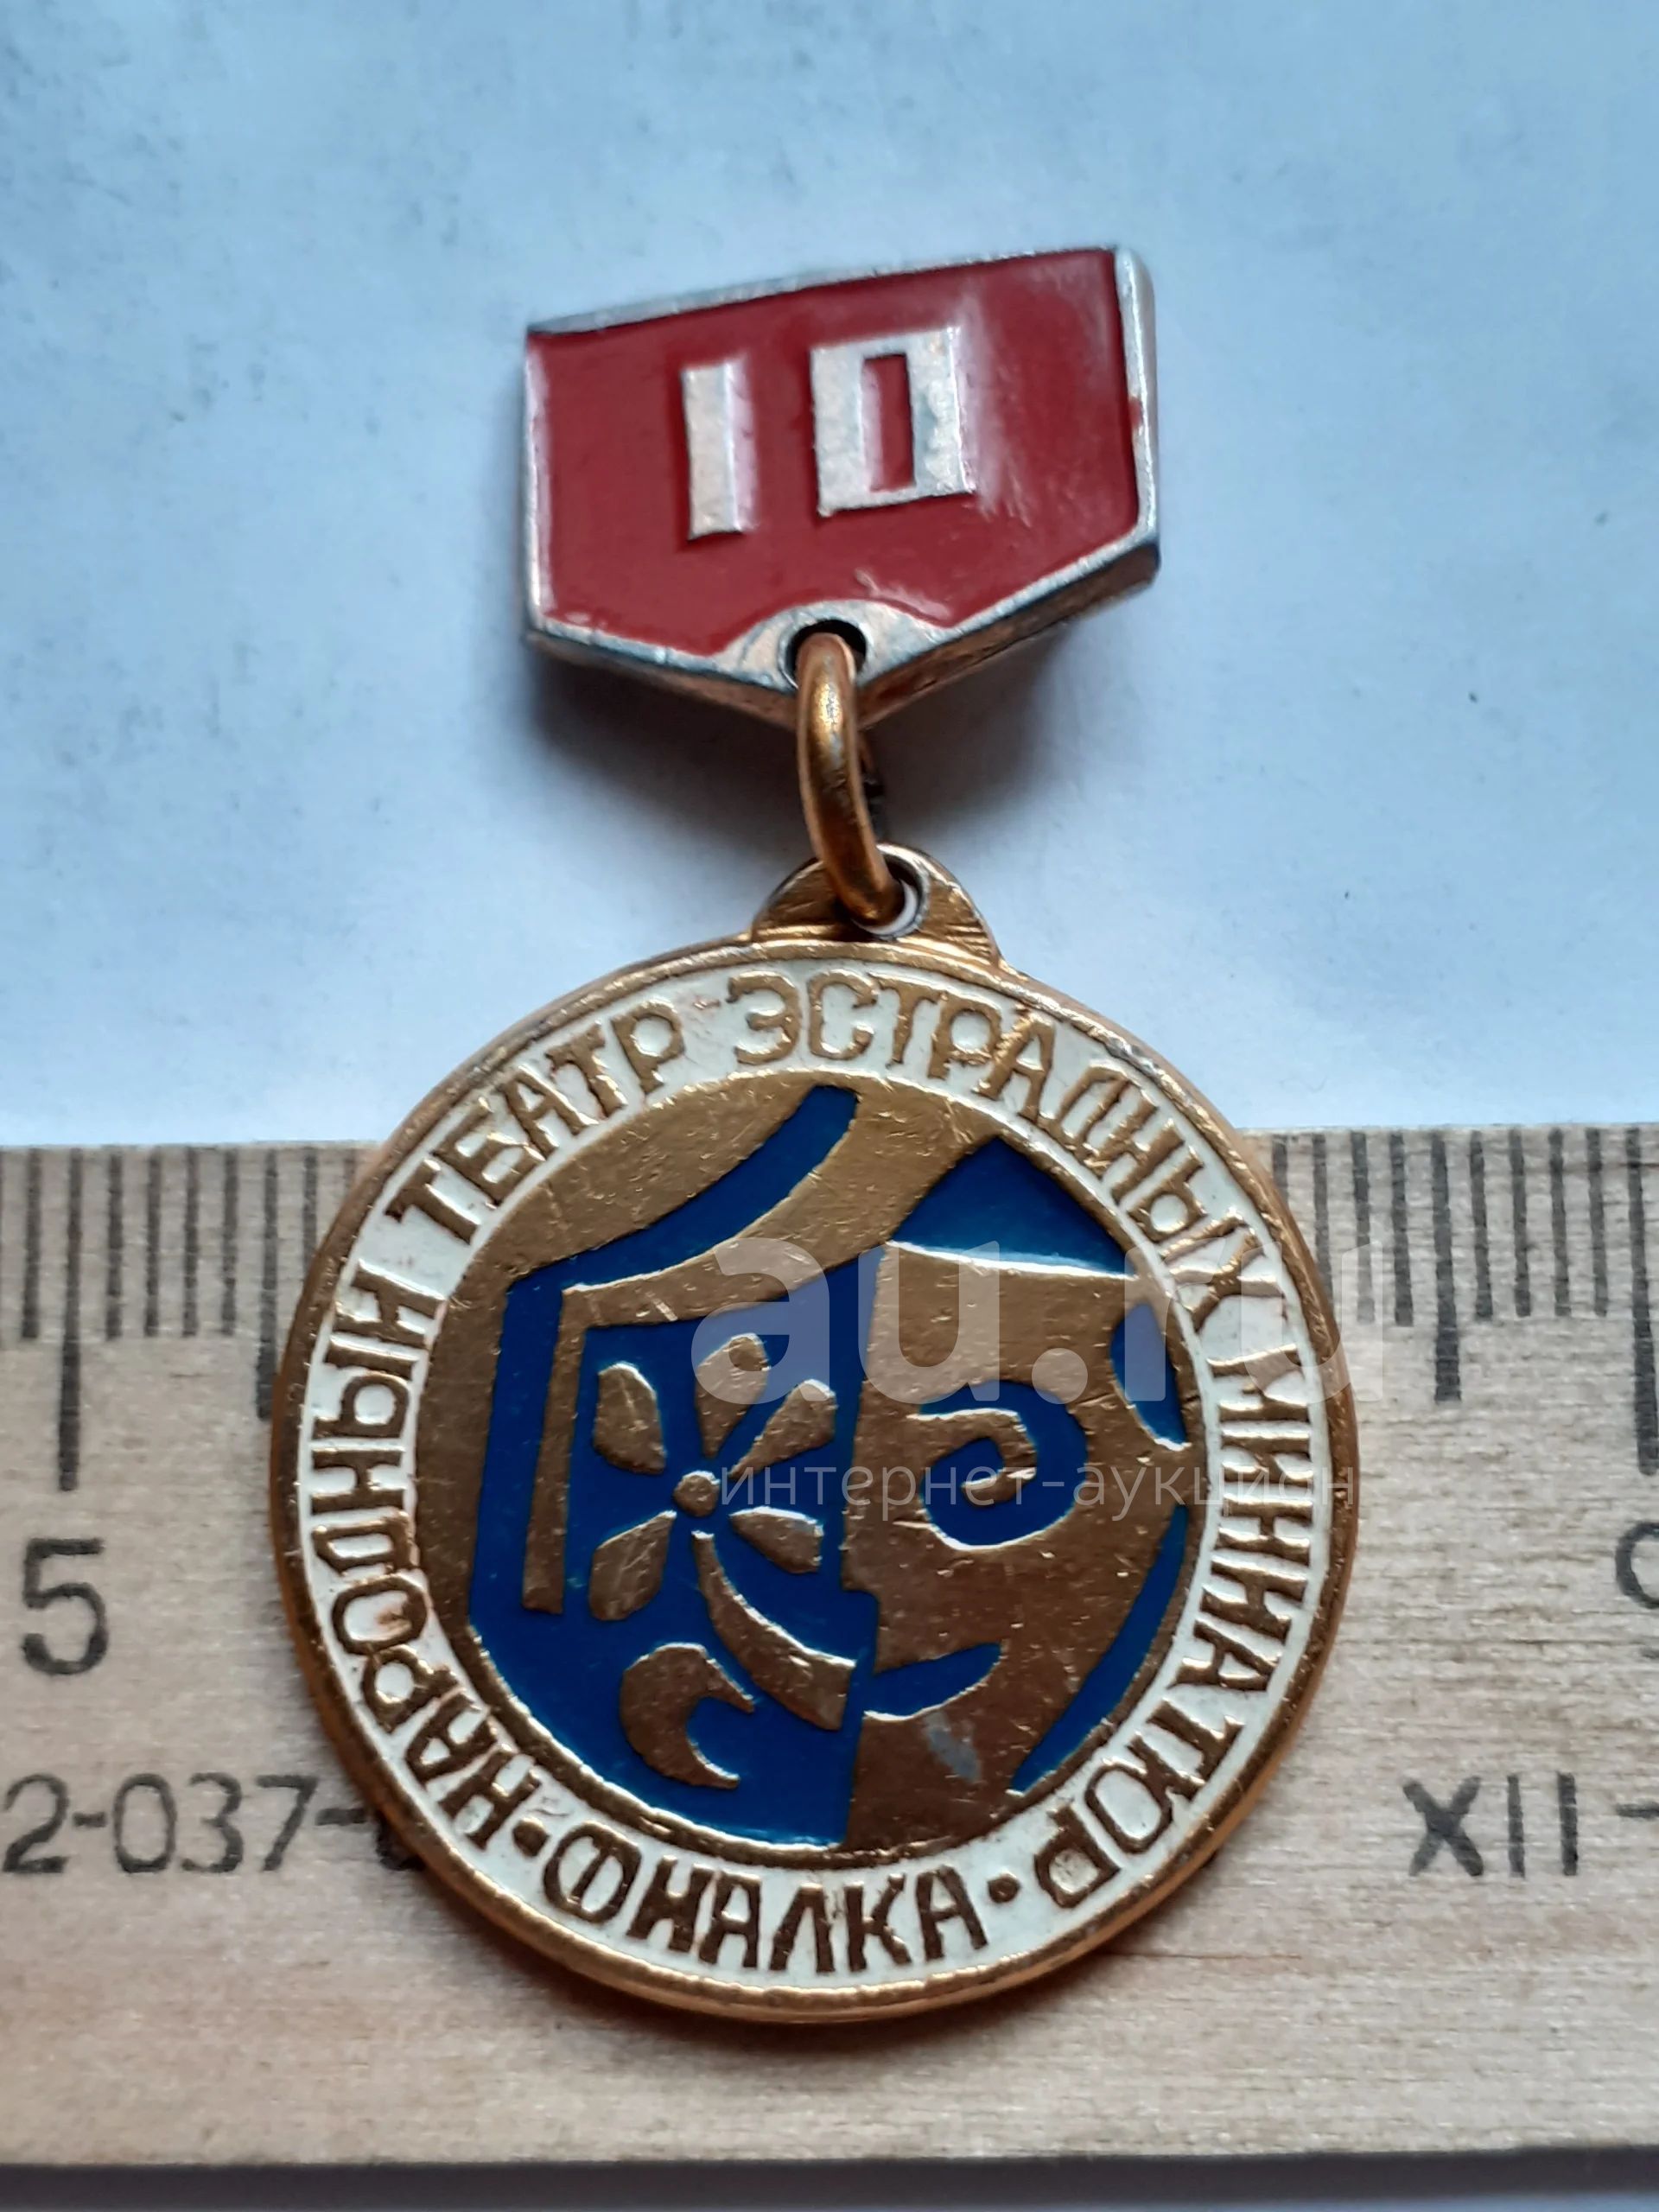 10
НАРОДНЫЙ ТЕАТР ЭСТРАДНЫХ МИНИАТЮР
• ФИАЛКА •
au.ru
интернет-аукцион
5
2-037-
XII-